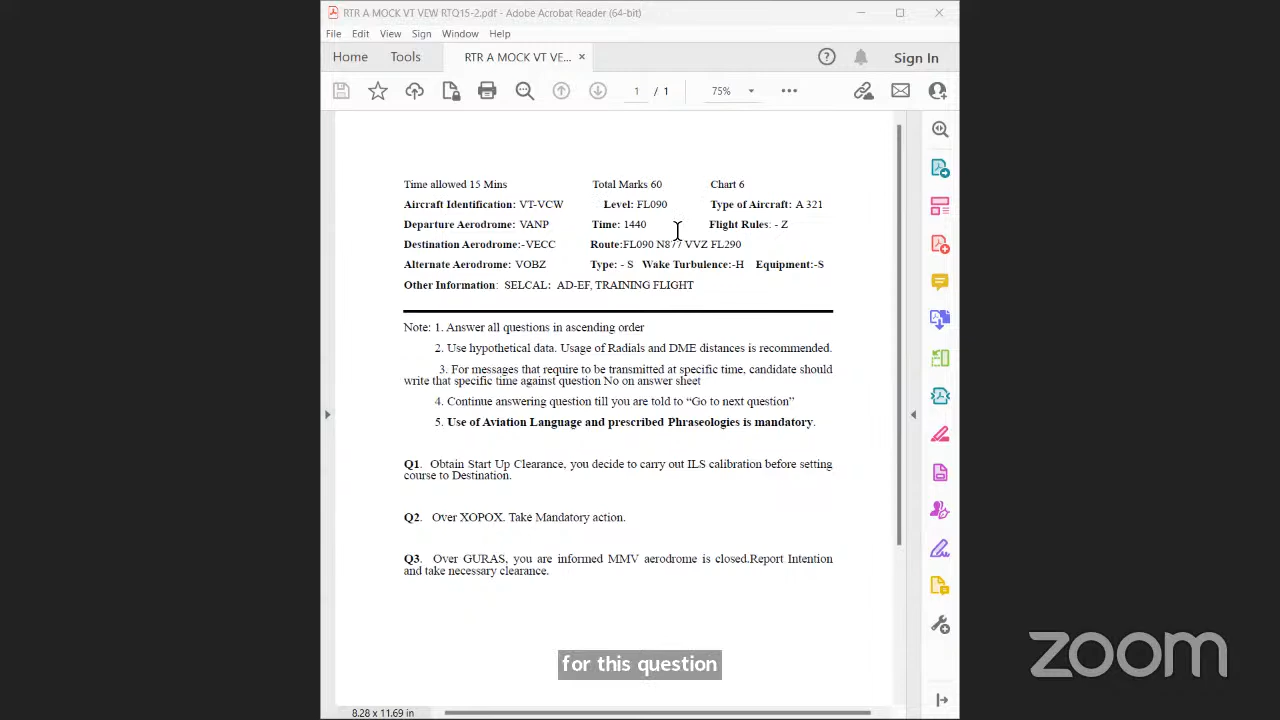 RTR A MOCK VT VEW RTQ15-2.pdf - Adobe Acrobat Reader (64-bit)
File Edit View Sign Window Help
Home Tools RTR A MOCK VT VE... × Sign In
1 / 1 75%
Time allowed 15 Mins Total Marks 60 Chart 6
Aircraft Identification: VT-VCW Level: FL090 Type of Aircraft: A 321
Departure Aerodrome: VANP Time: 1440 Flight Rules: - Z
Destination Aerodrome:-VECC Route:FL090 N877 VVZ FL290
Alternate Aerodrome: VOBZ Type: - S Wake Turbulence:-H Equipment:-S
Other Information: SELCAL: AD-EF, TRAINING FLIGHT
Note: 1. Answer all questions in ascending order
2. Use hypothetical data. Usage of Radials and DME distances is recommended.
3. For messages that require to be transmitted at specific time, candidate should
write that specific time against question No on answer sheet
4. Continue answering question till you are told to “Go to next question”
5. Use of Aviation Language and prescribed Phraseologies is mandatory.
Q1. Obtain Start Up Clearance, you decide to carry out ILS calibration before setting
course to Destination.
Q2. Over XOPOX. Take Mandatory action.
Q3. Over GURAS, you are informed MMV aerodrome is closed.Report Intention
and take necessary clearance.
for this question
zoom
8.28 x 11.69 in